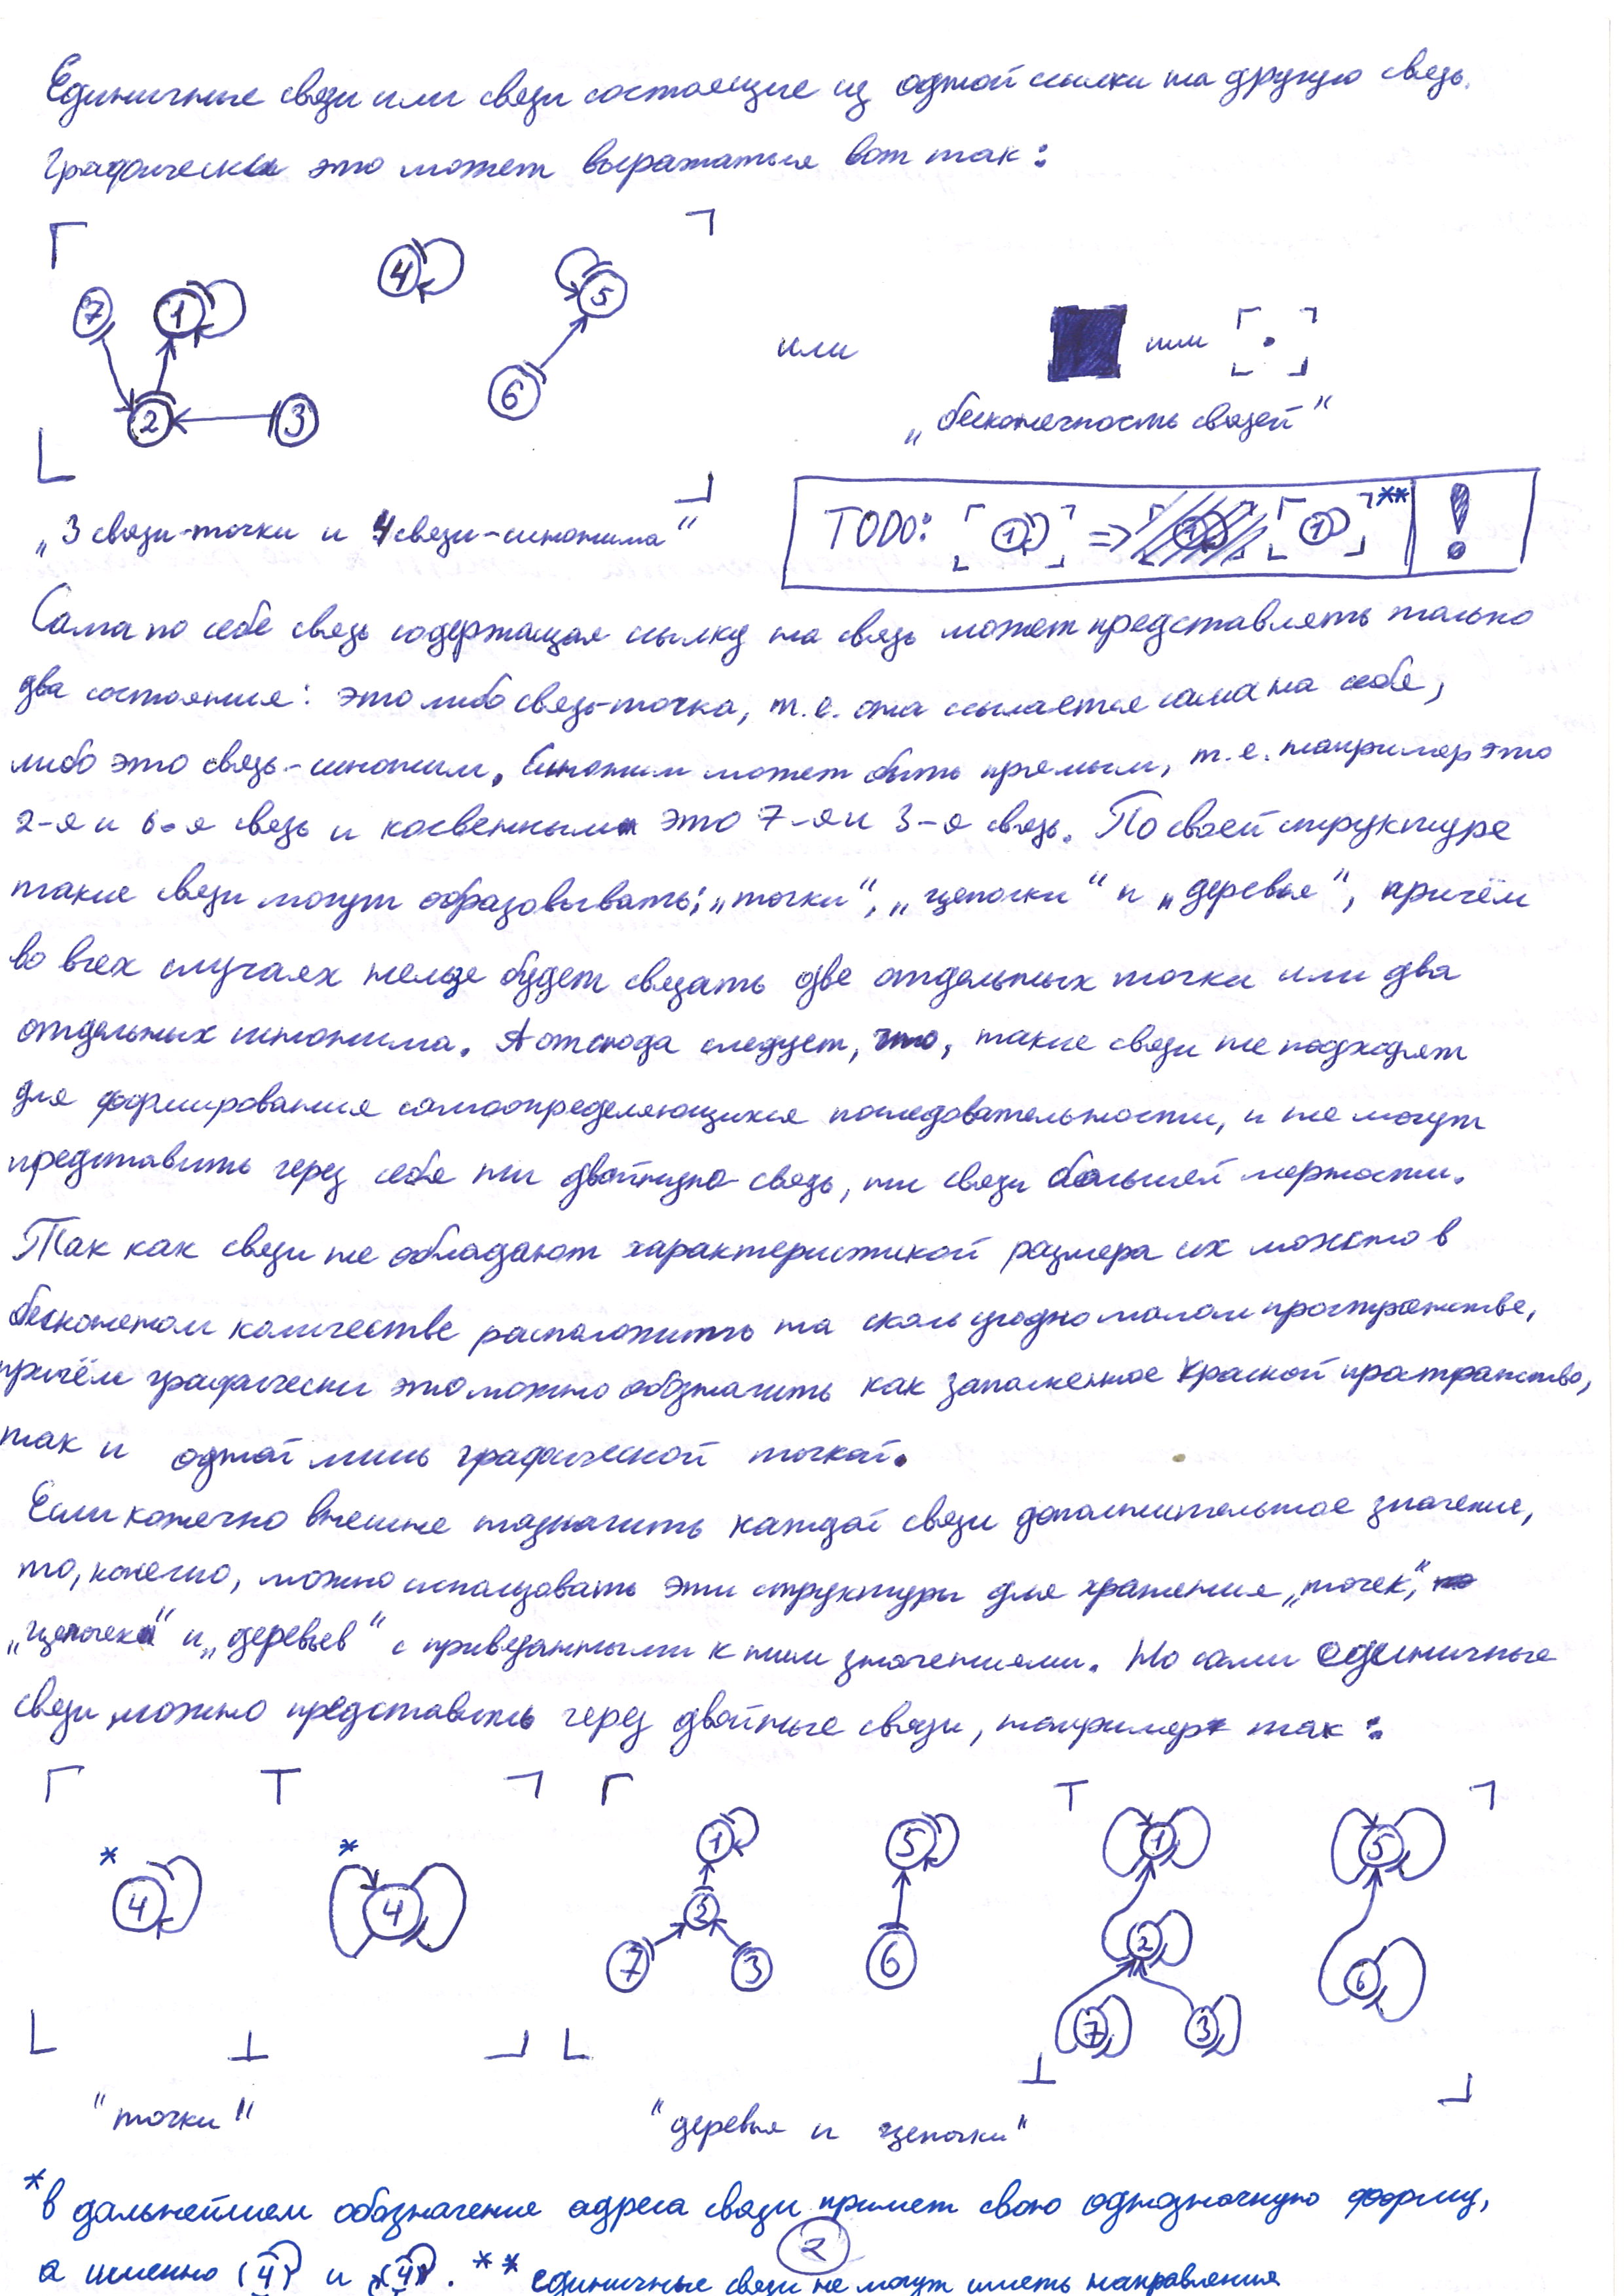 Единичные связи или связи состоящие из одной ссылки на другую связь.
Графически это может выражаться вот так:
7 1 4 5
2 3 6
или
или
„бесконечность связей“
„3 связи-точки и 4 связи-синонима“
TODO: 1 => 1 1 ** !
Сама по себе связь содержащая ссылку на связь может представлять только
два состояния: это либо связь-точка, т.е. она ссылается сама на себя,
либо это связь-синоним. Синоним может быть прямым, т.е. например это
2-я и 6-я связь и косвенным это 7-я и 3-я связь. По своей структуре
такие связи могут образовывать: „точки“, „цепочки“ и „деревья“, причём
во всех случаях нельзя будет связать две отдельных точки или два
отдельных синонима. А отсюда следует, что, такие связи не подходят
для формирования самоопределяющихся последовательности, и не могут
представить через себя ни двойную связь, ни связи большей мерности.
Так как связи не обладают характеристикой размера их можно в
бесконечном количестве расположить на сколь угодно малом пространстве,
причём графически это можно обозначить как заполненное краской пространство,
так и одной лишь графической точкой.
Если конечно внешне назначить каждой связи дополнительное значение,
то, конечно, можно использовать эти структуры для хранения „точек“,
„цепочек“ и „деревьев“ с привязанными к ним значениями. Но сами единичные
связи можно представить через двойные связи, например так:
* 4 * 4
1 5 1 5
2 2
7 3 6 7 3 6
"точки"
"деревья и цепочки"
* в дальнейшем обозначение адреса связи примет свою однозначную форму,
2
а именно (4) и (4). ** единичные связи не могут иметь направления